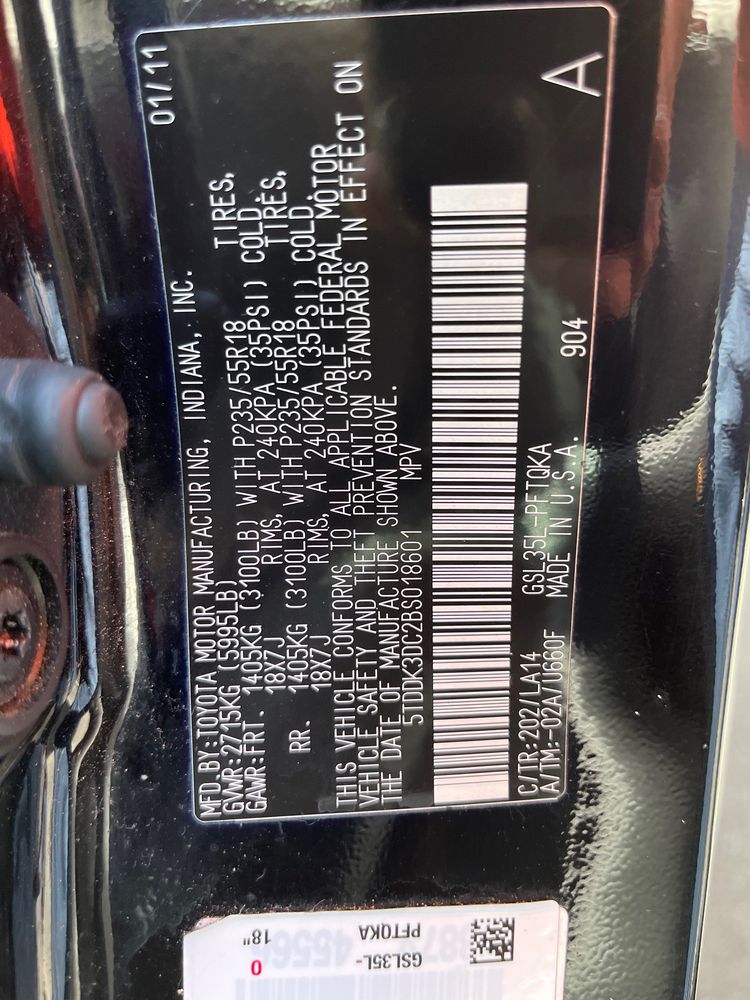 MFD.BY:TOYOTA MOTOR MANUFACTURING, INDIANA, INC. 01/11
GVWR:2715KG (5995LB)
GAWR:FRT. 1405KG (3100LB) WITH P235/55R18 TIRES,
18X7J RIMS, AT 240KPA (35PSI) COLD
RR. 1405KG (3100LB) WITH P235/55R18 TIRES,
18X7J RIMS, AT 240KPA (35PSI) COLD
THIS VEHICLE CONFORMS TO ALL APPLICABLE FEDERAL MOTOR
VEHICLE SAFETY AND THEFT PREVENTION STANDARDS IN EFFECT ON
THE DATE OF MANUFACTURE SHOWN ABOVE.
5TDDK3DC2BS018601 MPV
C/TR:202/LA14 GSL35L-PFTQKA 904
A/TM:-02A/U660F MADE IN U.S.A. A
GSL35L-
PFTQKA
18"
0